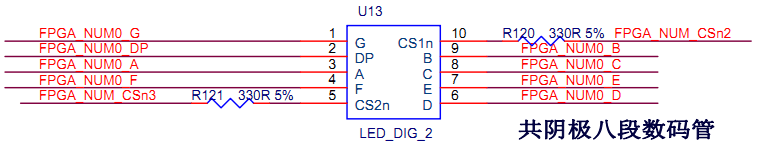 U13
FPGA_NUM0_G 1 G CS1n 10 R120 330R 5% FPGA_NUM_CSn2
FPGA_NUM0_DP 2 DP B 9 FPGA_NUM0_B
FPGA_NUM0_A 3 A C 8 FPGA_NUM0_C
FPGA_NUM0_F 4 F E 7 FPGA_NUM0_E
FPGA_NUM_CSn3 R121 330R 5% 5 CS2n D 6 FPGA_NUM0_D
LED_DIG_2
共阴极八段数码管